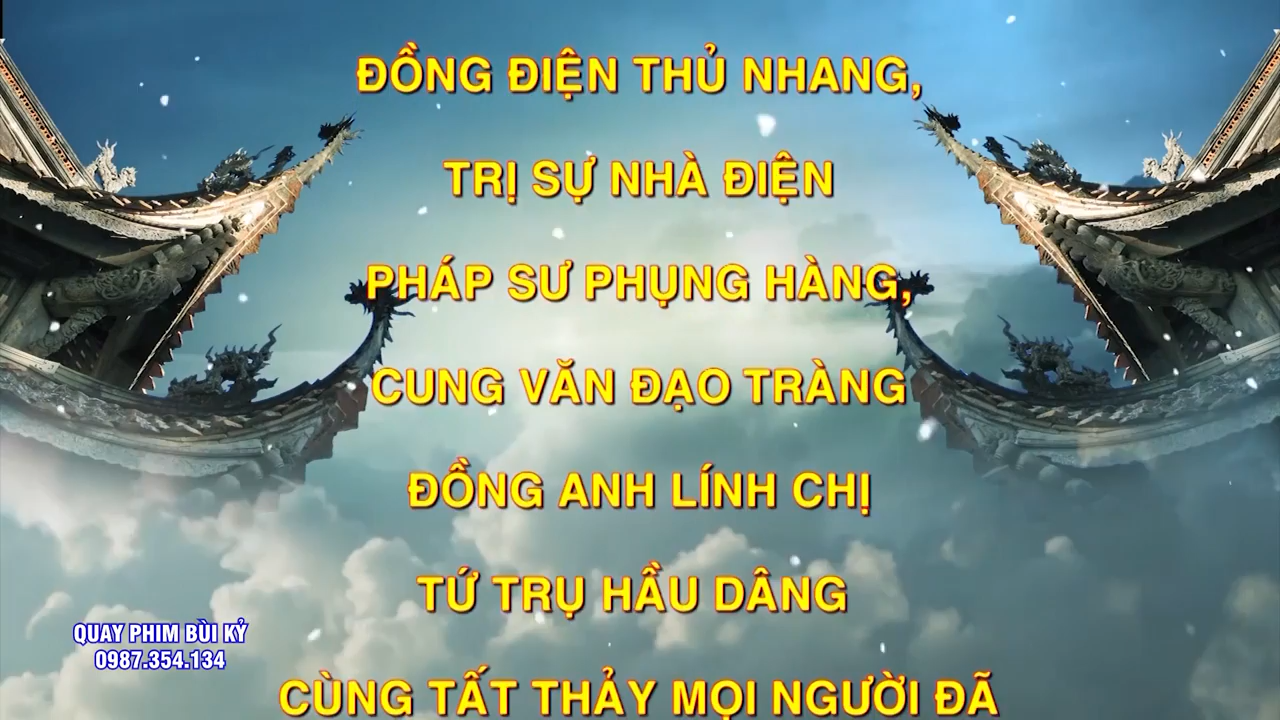 ĐỒNG ĐIỆN THỦ NHANG,
TRỊ SỰ NHÀ ĐIỆN
PHÁP SƯ PHỤNG HÀNG,
CUNG VĂN ĐẠO TRÀNG
ĐỒNG ANH LÍNH CHỊ
TỨ TRỤ HẦU DÂNG
CÙNG TẤT THẢY MỌI NGƯỜI ĐÃ
QUAY PHIM BÙI KỶ
0987.354.134